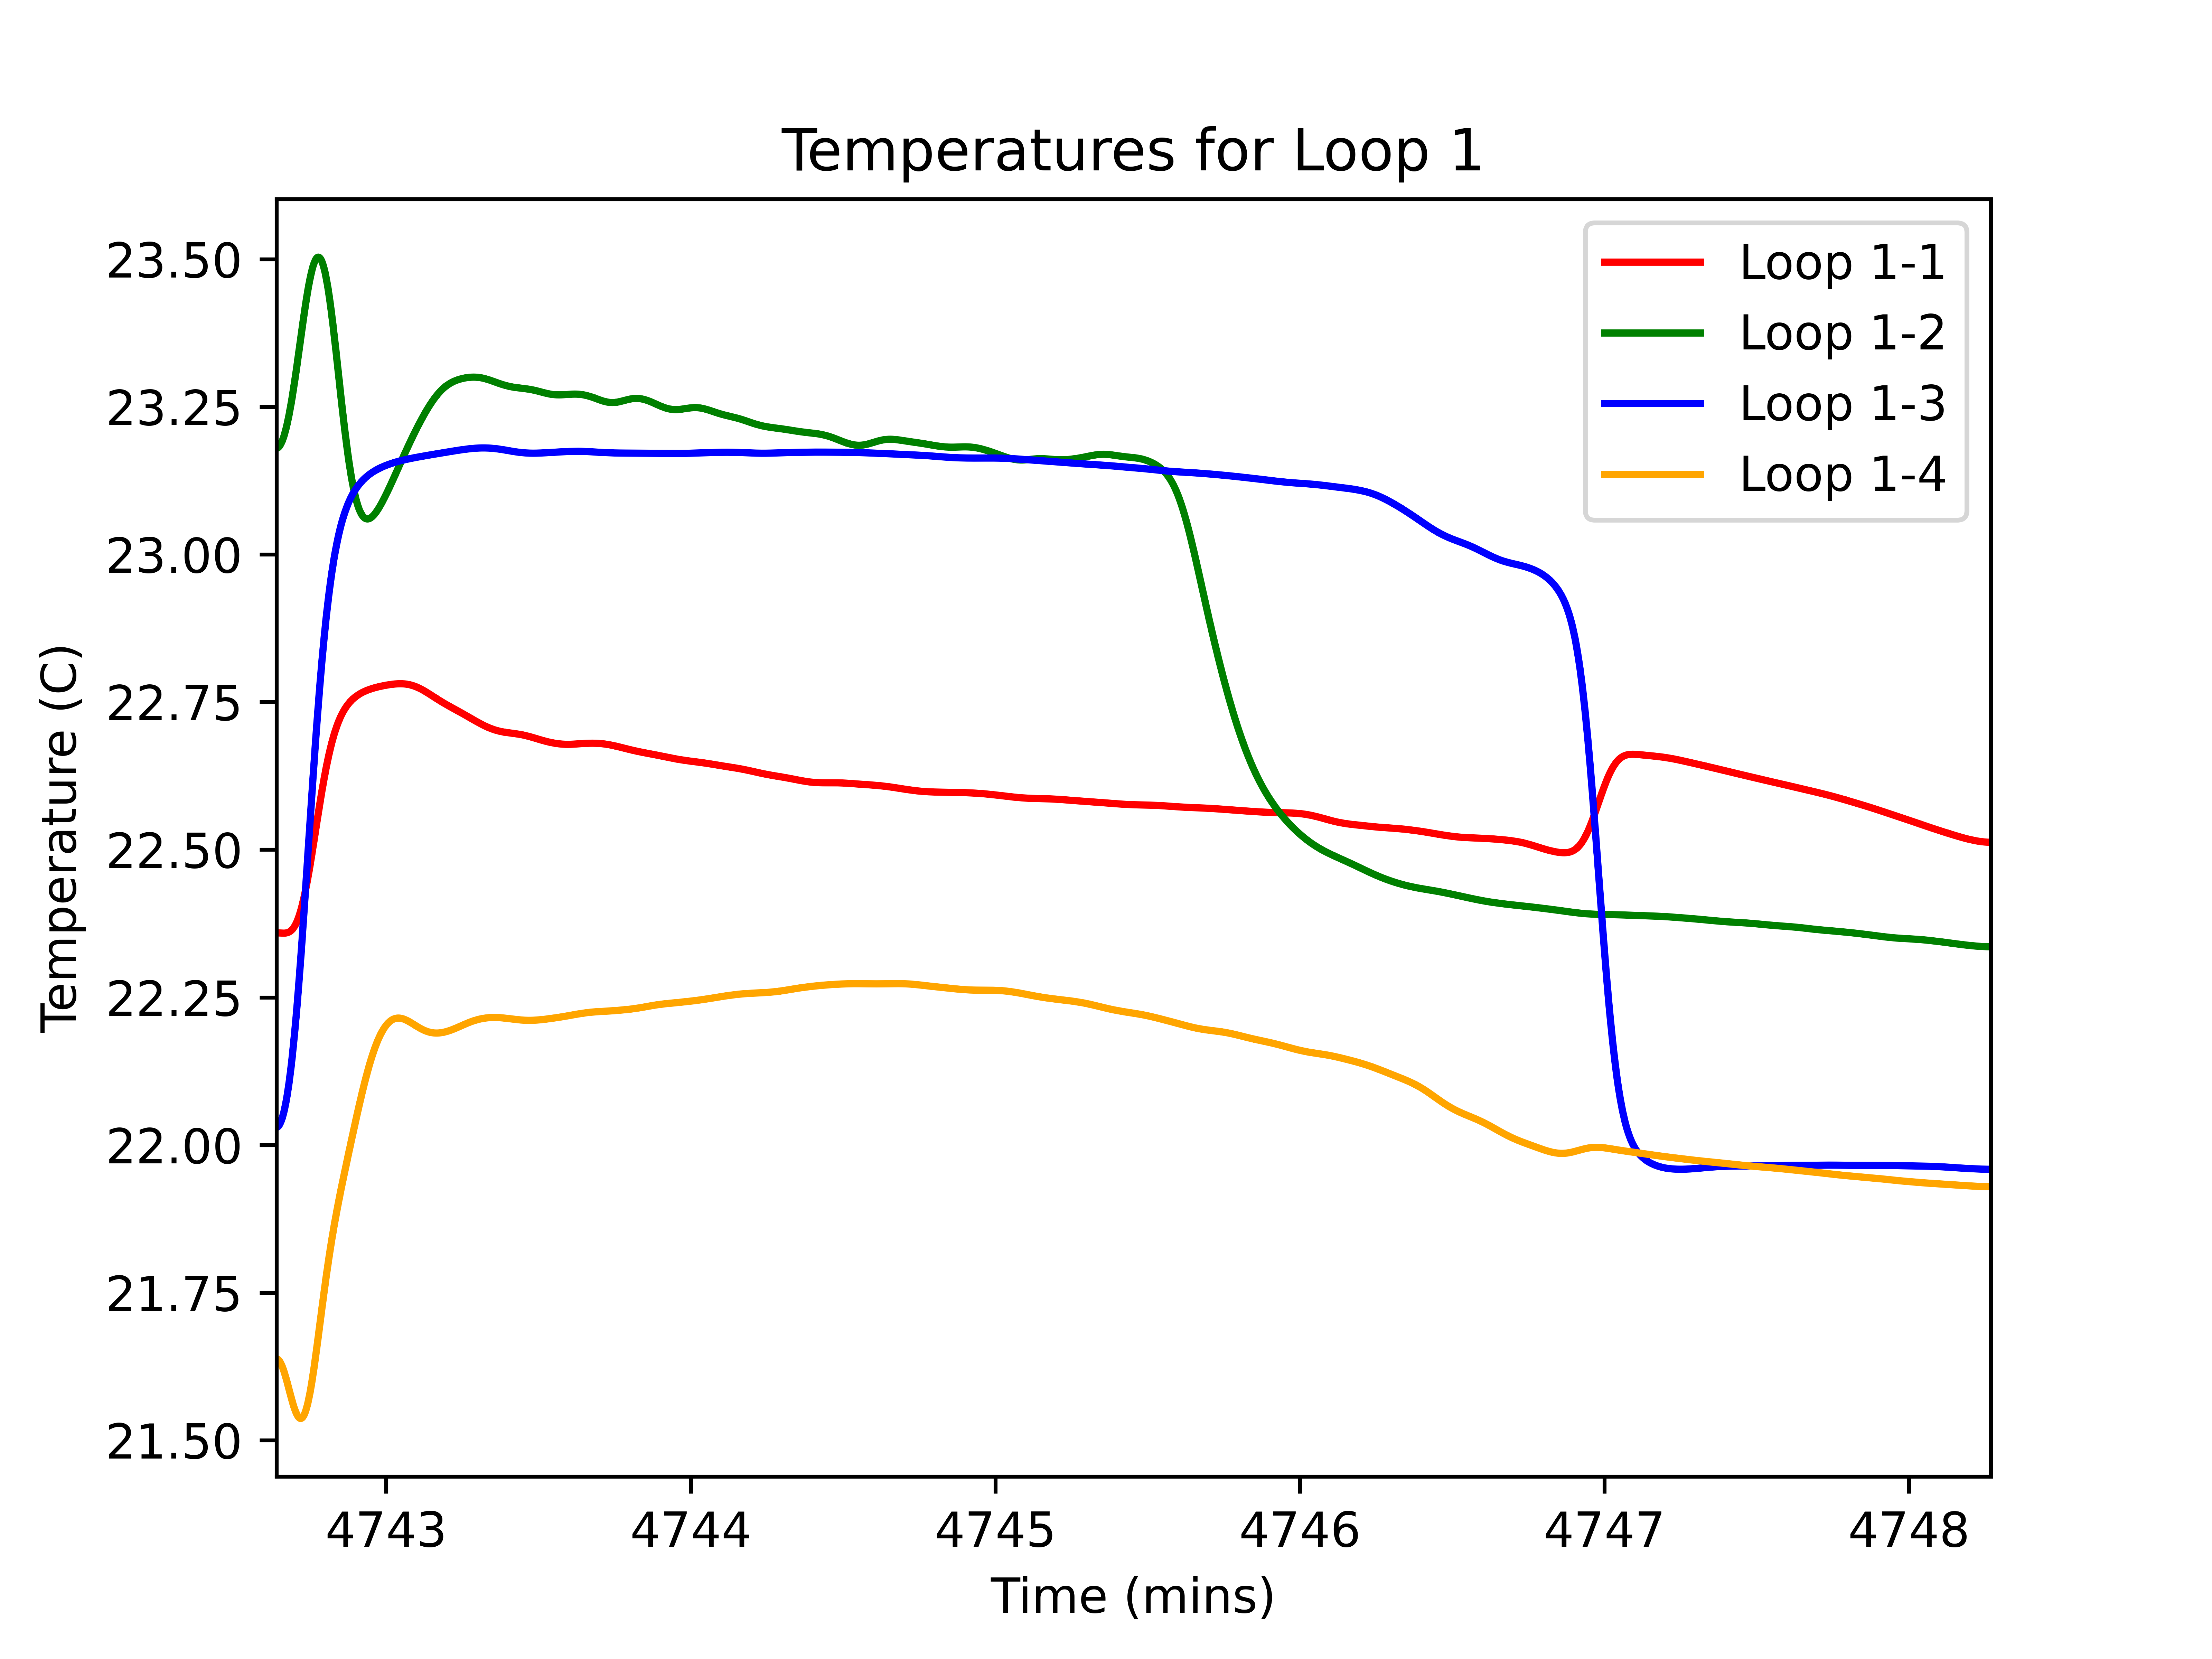 Temperatures for Loop 1
23.50
23.25
23.00
22.75
22.50
22.25
22.00
21.75
21.50
Temperature (C)
Loop 1-1
Loop 1-2
Loop 1-3
Loop 1-4
4743
4744
4745
4746
4747
4748
Time (mins)